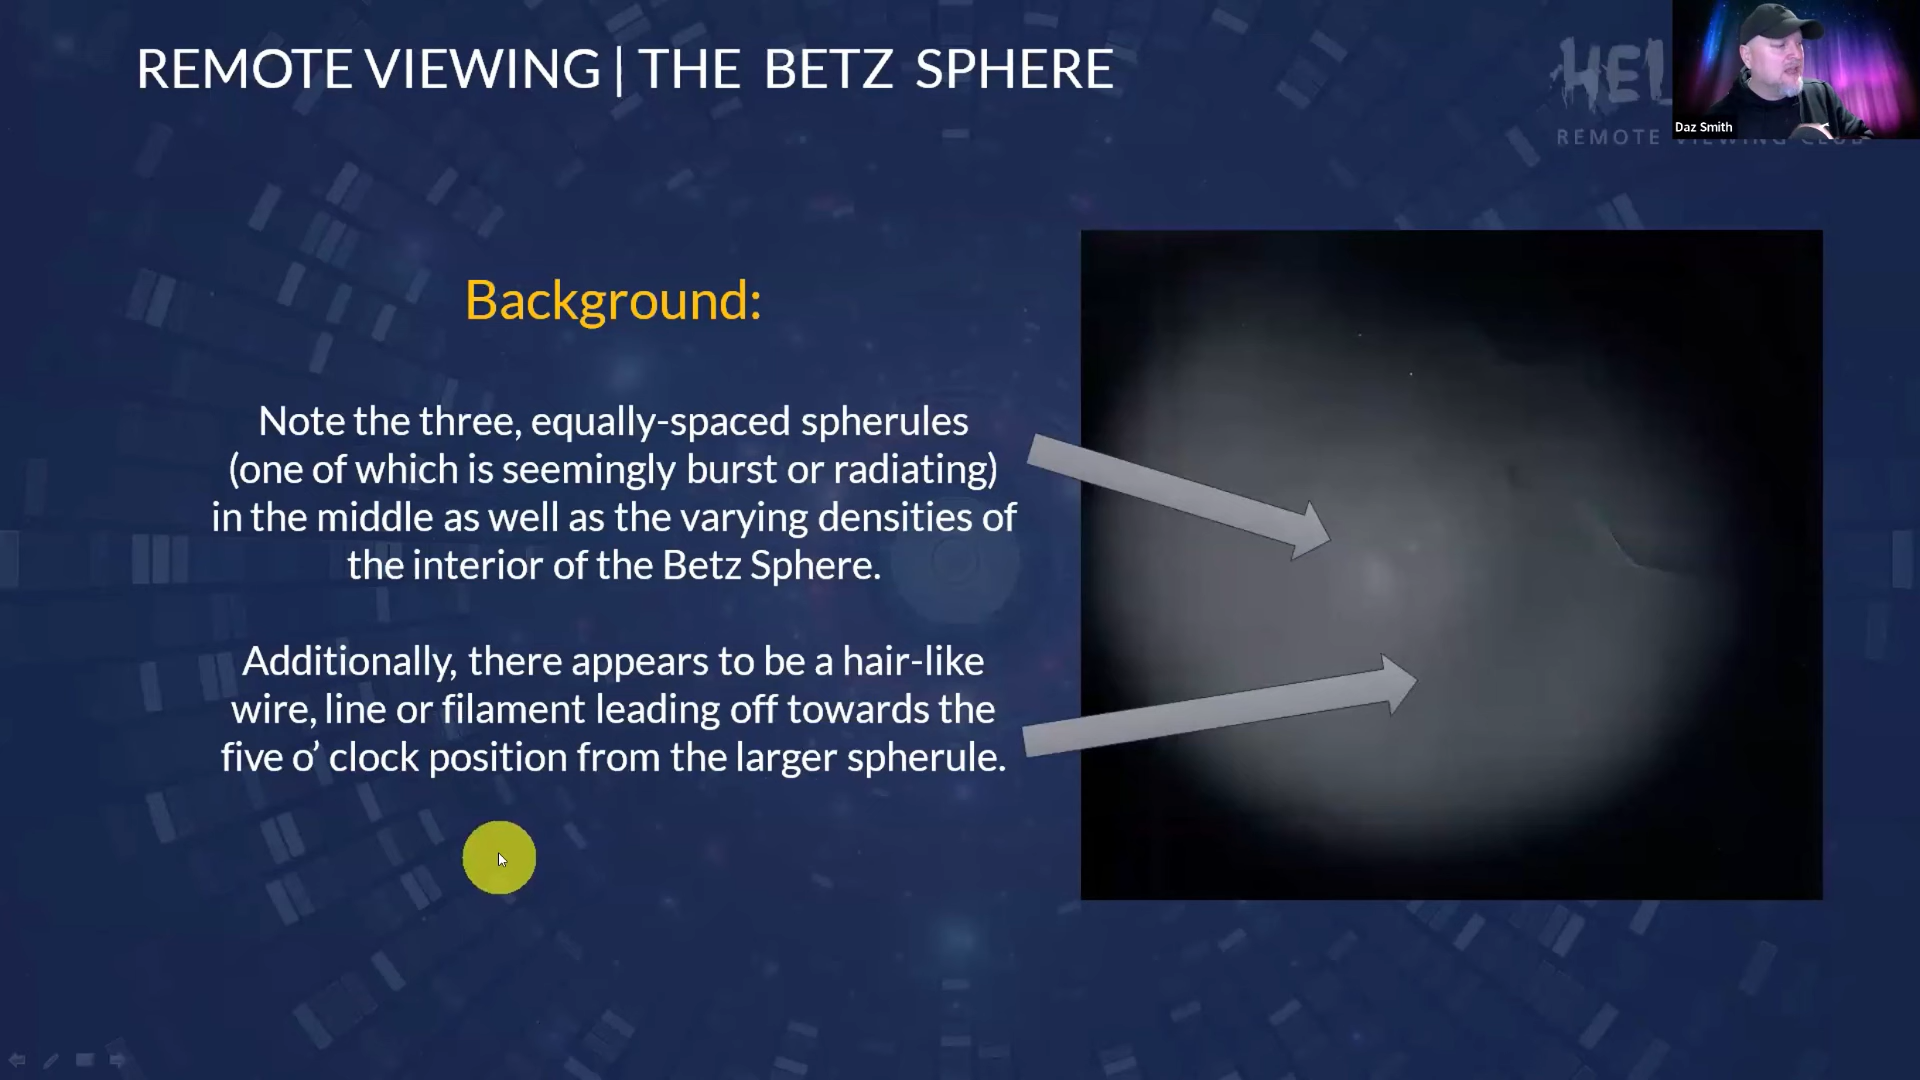 REMOTE VIEWING | THE BETZ SPHERE
Daz Smith
REMOTE VIEWING CLUB
Background:
Note the three, equally-spaced spherules
(one of which is seemingly burst or radiating)
in the middle as well as the varying densities of
the interior of the Betz Sphere.
Additionally, there appears to be a hair-like
wire, line or filament leading off towards the
five o’ clock position from the larger spherule.